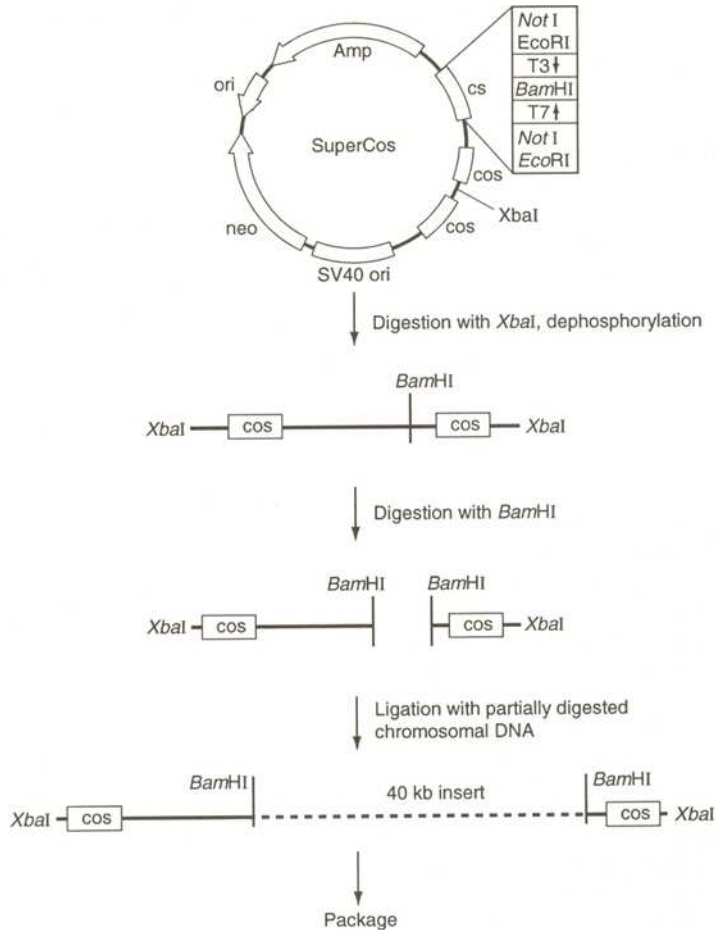 Not I
EcoRI
T3
BamHI
T7
Not I
EcoRI
Amp
ori
cs
SuperCos
cos
XbaI
cos
neo
SV40 ori
Digestion with XbaI, dephosphorylation
BamHI
XbaI cos cos XbaI
Digestion with BamHI
BamHI BamHI
XbaI cos cos XbaI
Ligation with partially digested
chromosomal DNA
BamHI 40 kb insert BamHI
XbaI cos cos XbaI
Package